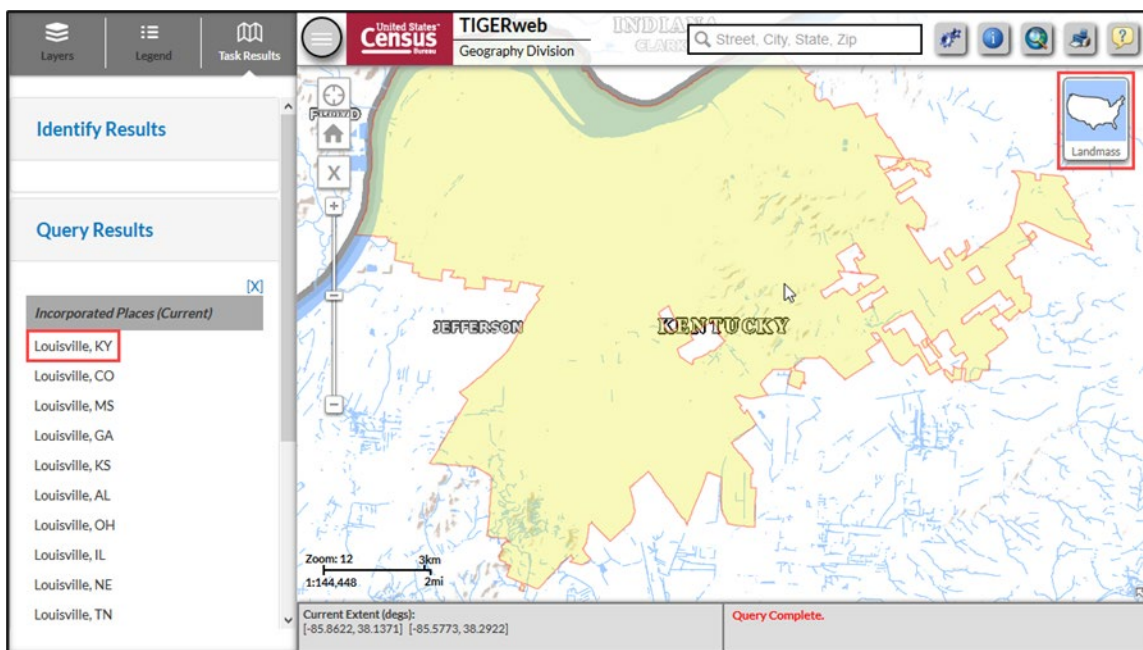 Layers
Legend
Task Results
United States®
Census
Bureau
TIGERweb
Geography Division
INDIANA
Street, City, State, Zip
Landmass
Identify Results
Query Results
[X]
Incorporated Places (Current)
Louisville, KY
Louisville, CO
Louisville, MS
Louisville, GA
Louisville, KS
Louisville, AL
Louisville, OH
Louisville, IL
Louisville, NE
Louisville, TN
X
JEFFERSON
KENTUCKY
Zoom: 12
3km
1:144,448
2mi
Current Extent (degs):
[-85.8622, 38.1371] [-85.5773, 38.2922]
Query Complete.